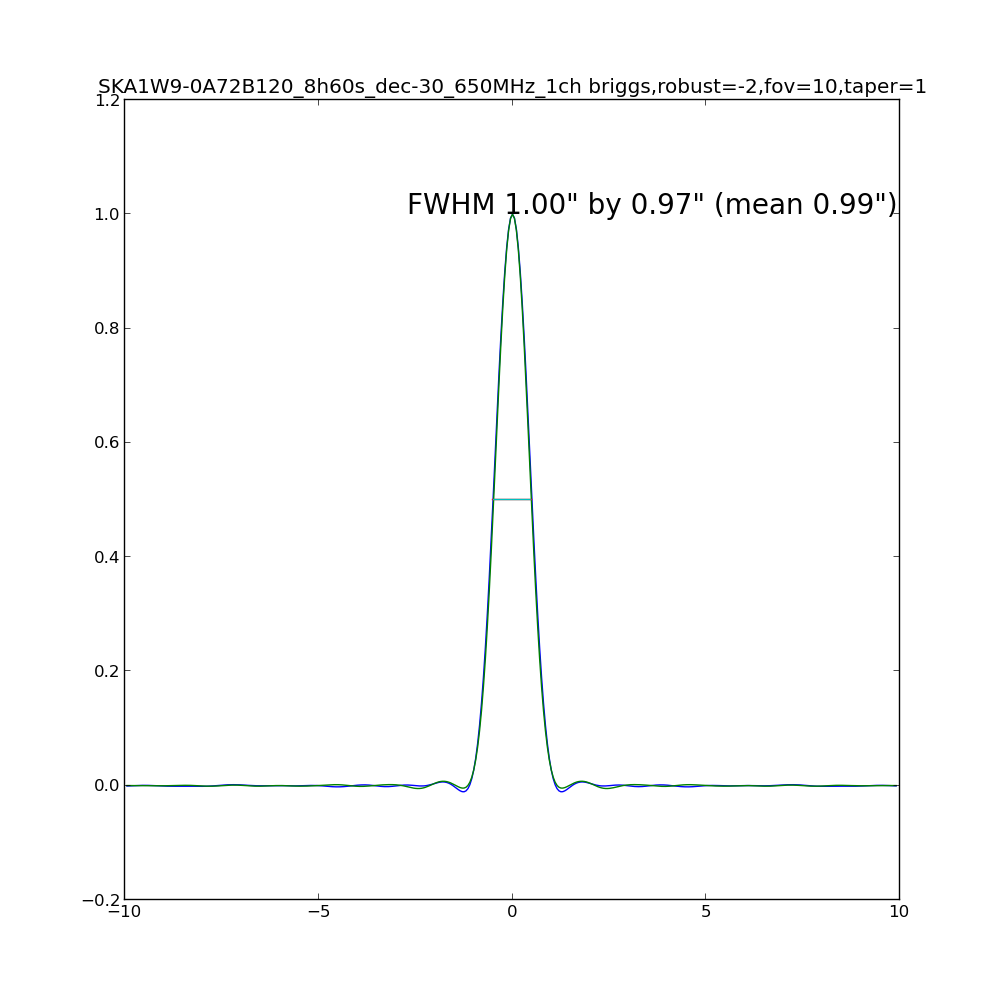 SKA1W9-0A72B120_8h60s_dec-30_650MHz_1ch briggs,robust=-2,fov=10,taper=1
1.2
FWHM 1.00" by 0.97" (mean 0.99")
1.0
0.8
0.6
0.4
0.2
0.0
−0.2
−10 −5 0 5 10